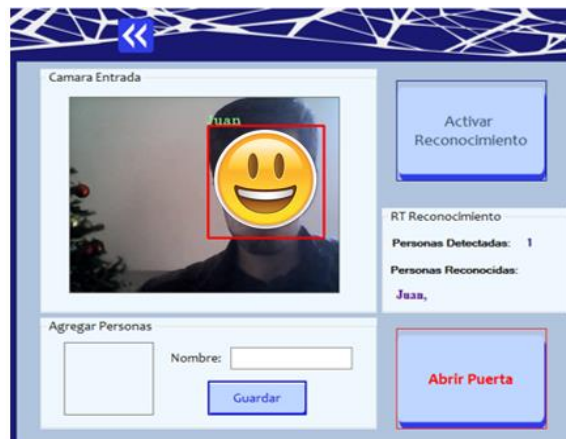 Camara Entrada
Juan
Activar
Reconocimiento
RT Reconocimiento
Personas Detectadas: 1
Personas Reconocidas:
Juan,
Agregar Personas
Nombre:
Guardar
Abrir Puerta